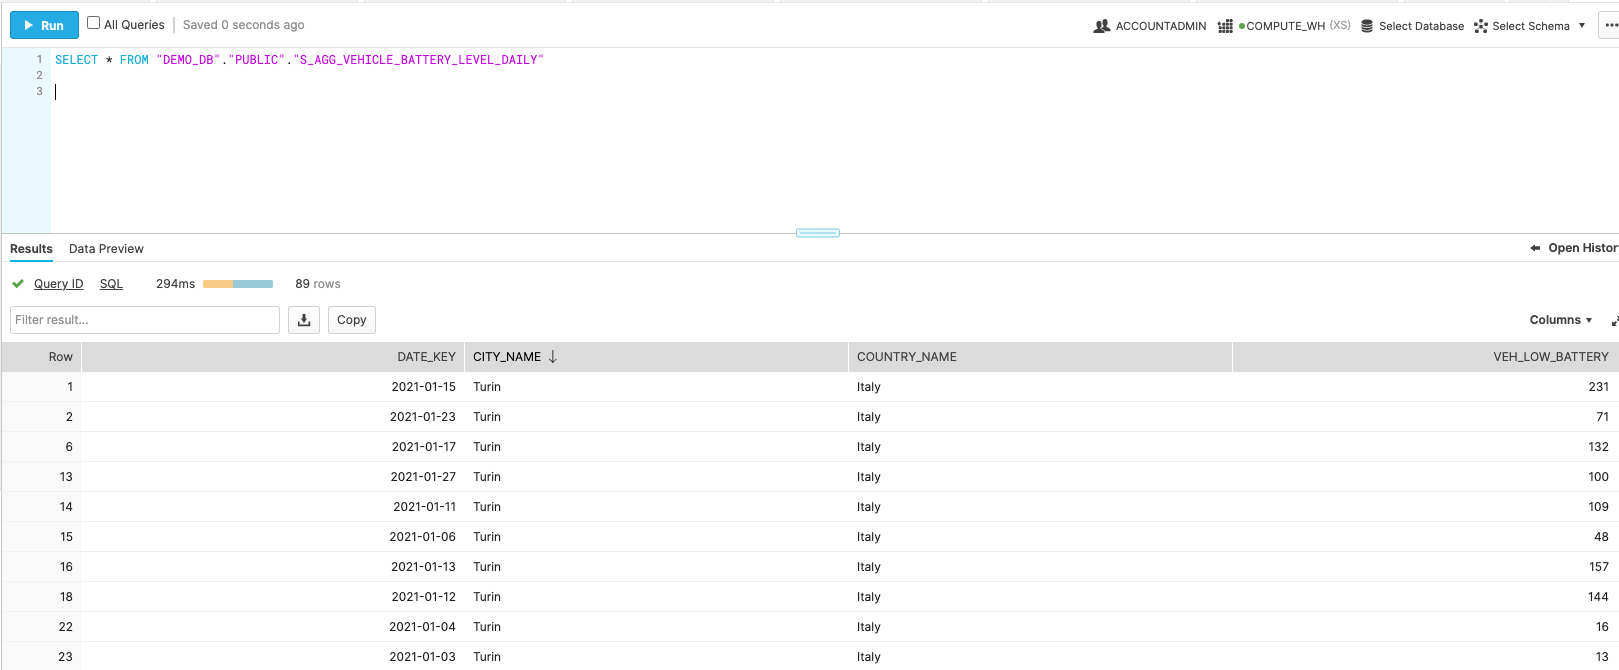 Run All Queries Saved 0 seconds ago ACCOUNTADMIN COMPUTE_WH (XS) Select Database Select Schema
1 SELECT * FROM "DEMO_DB"."PUBLIC"."S_AGG_VEHICLE_BATTERY_LEVEL_DAILY"
2
3
Results Data Preview Open Histor
Query ID SQL 294ms 89 rows
Filter result... Copy Columns
Row DATE_KEY CITY_NAME COUNTRY_NAME VEH_LOW_BATTERY
1 2021-01-15 Turin Italy 231
2 2021-01-23 Turin Italy 71
6 2021-01-17 Turin Italy 132
13 2021-01-27 Turin Italy 100
14 2021-01-11 Turin Italy 109
15 2021-01-06 Turin Italy 48
16 2021-01-13 Turin Italy 157
18 2021-01-12 Turin Italy 144
22 2021-01-04 Turin Italy 16
23 2021-01-03 Turin Italy 13